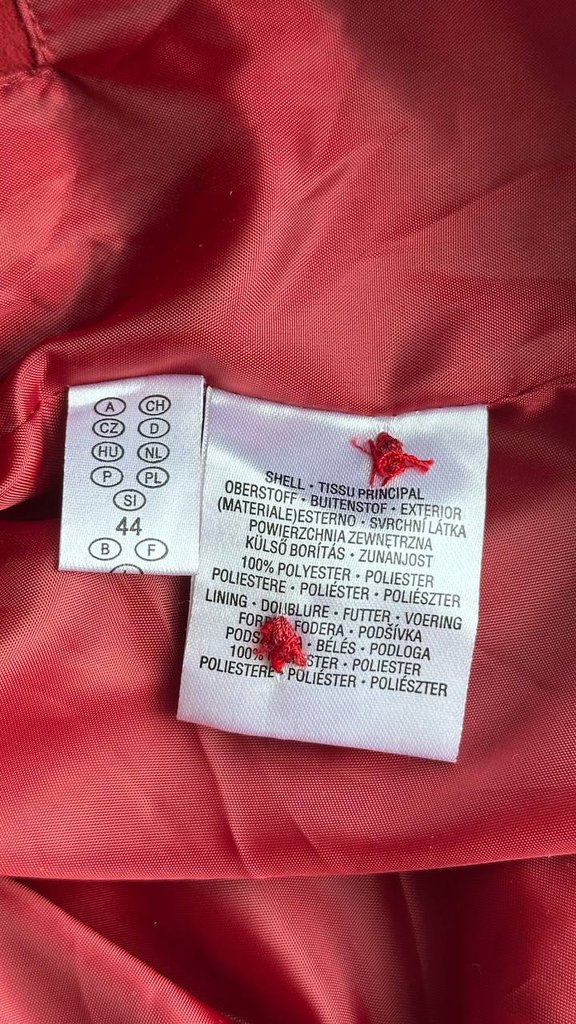 A CH
CZ D
HU NL
P PL
SI
44
B F
SHELL • TISSU PRINCIPAL
OBERSTOFF • BUITENSTOF • EXTERIOR
(MATERIALE)ESTERNO • SVRCHNÍ LÁTKA
POWIERZCHNIA ZEWNĘTRZNA
KÜLSŐ BORÍTÁS • ZUNANJOST
100% POLYESTER • POLIESTER
POLIESTERE • POLIÉSTER • POLIÉSZTER
LINING • DOUBLURE • FUTTER • VOERING
FODERA • PODŠÍVKA
• BÉLÉS • PODLOGA
100% • POLIESTER
POLIESTERE • POLIÉSTER • POLIÉSZTER